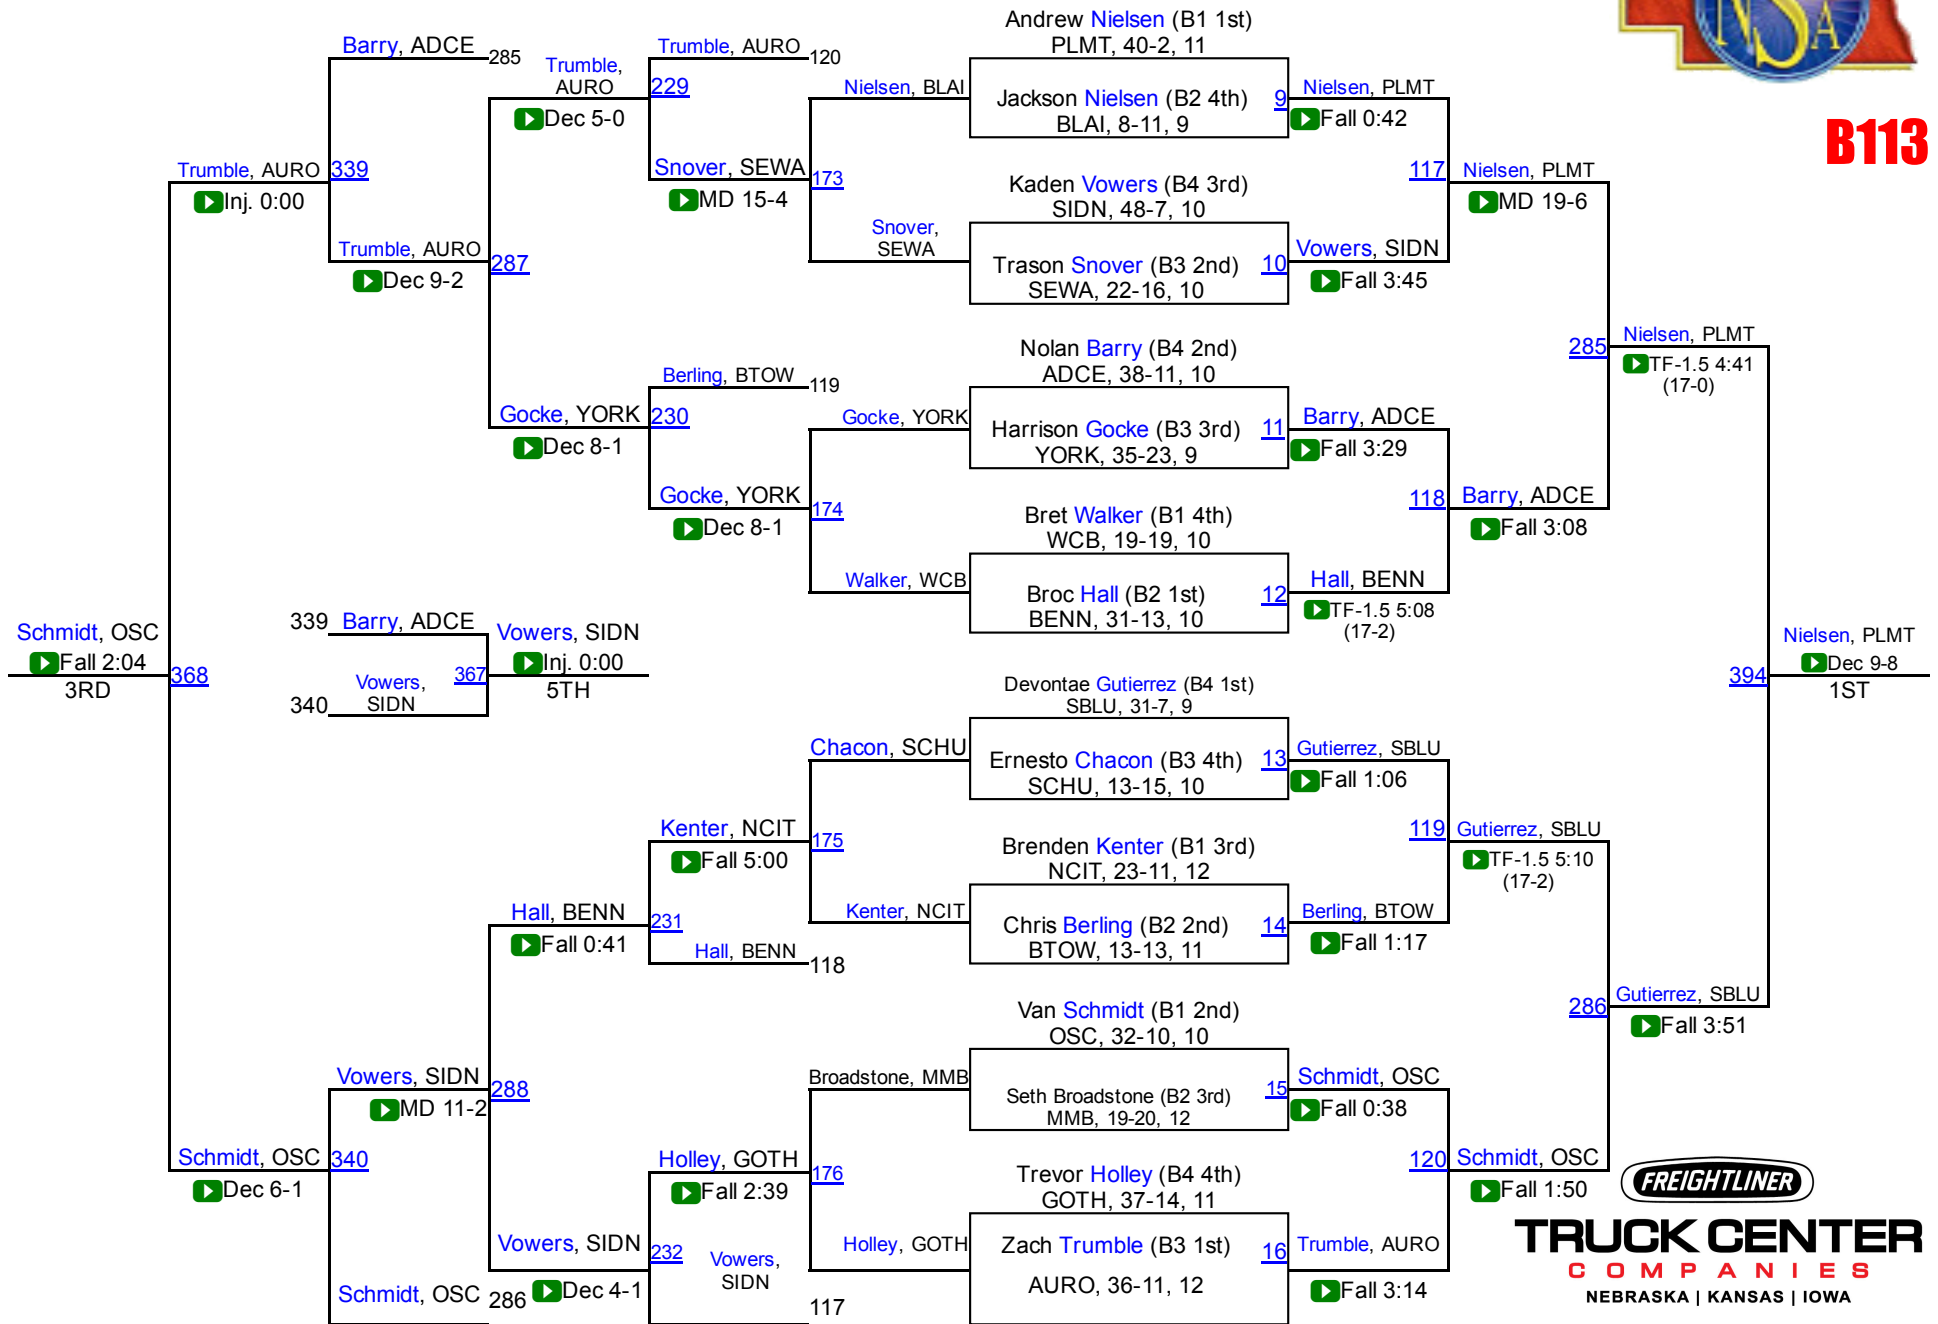 NSA
B113
Andrew Nielsen (B1 1st)
PLMT, 40-2, 11
Jackson Nielsen (B2 4th)
BLAI, 8-11, 9
9
Kaden Vowers (B4 3rd)
SIDN, 48-7, 10
Trason Snover (B3 2nd)
SEWA, 22-16, 10
10
Nolan Barry (B4 2nd)
ADCE, 38-11, 10
Harrison Gocke (B3 3rd)
YORK, 35-23, 9
11
Bret Walker (B1 4th)
WCB, 19-19, 10
Broc Hall (B2 1st)
BENN, 31-13, 10
12
Devontae Gutierrez (B4 1st)
SBLU, 31-7, 9
Ernesto Chacon (B3 4th)
SCHU, 13-15, 10
13
Brenden Kenter (B1 3rd)
NCIT, 23-11, 12
Chris Berling (B2 2nd)
BTOW, 13-13, 11
14
Van Schmidt (B1 2nd)
OSC, 32-10, 10
Seth Broadstone (B2 3rd)
MMB, 19-20, 12
15
Trevor Holley (B4 4th)
GOTH, 37-14, 11
Zach Trumble (B3 1st)
AURO, 36-11, 12
16
Nielsen, PLMT
Fall 0:42
Vowers, SIDN
Fall 3:45
Barry, ADCE
Fall 3:29
Hall, BENN
TF-1.5 5:08
(17-2)
Gutierrez, SBLU
Fall 1:06
Berling, BTOW
Fall 1:17
Schmidt, OSC
Fall 0:38
Trumble, AURO
Fall 3:14
117
Nielsen, PLMT
MD 19-6
118
Barry, ADCE
Fall 3:08
119
Gutierrez, SBLU
TF-1.5 5:10
(17-2)
120
Schmidt, OSC
Fall 1:50
285
Nielsen, PLMT
TF-1.5 4:41
(17-0)
286
Gutierrez, SBLU
Fall 3:51
394
Nielsen, PLMT
Dec 9-8
1ST
Nielsen, BLAI
Snover,
SEWA
173
Gocke, YORK
Walker, WCB
174
Chacon, SCHU
Kenter, NCIT
175
Broadstone, MMB
Holley, GOTH
176
Trumble, AURO
120
Snover, SEWA
MD 15-4
229
Berling, BTOW
119
Gocke, YORK
Dec 8-1
230
Kenter, NCIT
Fall 5:00
231
Hall, BENN
118
Holley, GOTH
Fall 2:39
232
Vowers,
SIDN
117
Trumble,
AURO
Dec 5-0
287
Gocke, YORK
Dec 8-1
Hall, BENN
Fall 0:41
288
Vowers, SIDN
Dec 4-1
Barry, ADCE
285
339
Trumble, AURO
Dec 9-2
Vowers, SIDN
MD 11-2
340
Schmidt, OSC
286
Trumble, AURO
Inj. 0:00
Schmidt, OSC
Dec 6-1
368
Schmidt, OSC
Fall 2:04
3RD
339
Barry, ADCE
340
Vowers,
SIDN
367
Vowers, SIDN
Inj. 0:00
5TH
FREIGHTLINER
TRUCK CENTER
COMPANIES
NEBRASKA | KANSAS | IOWA